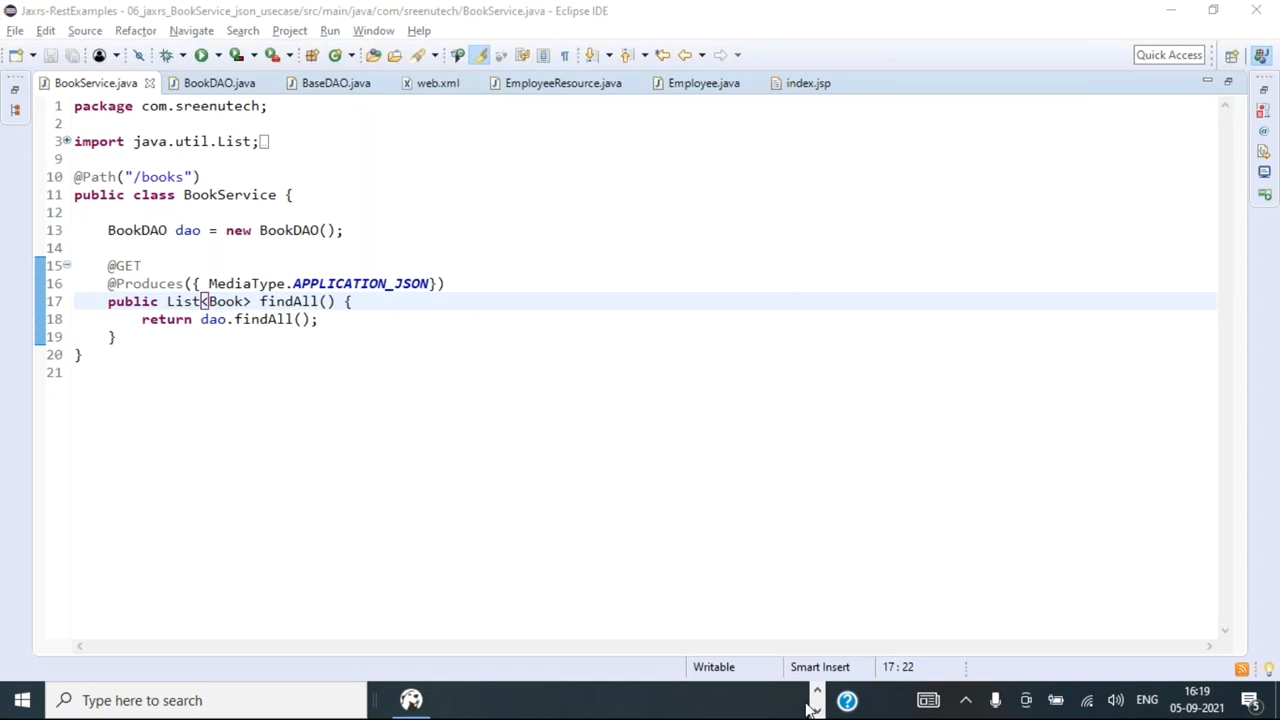 Jaxrs-RestExamples - 06_jaxrs_BookService_json_usecase/src/main/java/com/sreenutech/BookService.java - Eclipse IDE
File Edit Source Refactor Navigate Search Project Run Window Help
Quick Access
BookService.java BookDAO.java BaseDAO.java web.xml EmployeeResource.java Employee.java index.jsp
1 package com.sreenutech;
2
3 import java.util.List;
9
10 @Path("/books")
11 public class BookService {
12
13 BookDAO dao = new BookDAO();
14
15 @GET
16 @Produces({ MediaType.APPLICATION_JSON})
17 public List<Book> findAll() {
18 return dao.findAll();
19 }
20 }
21
Writable Smart Insert 17 : 22
Type here to search
ENG
16:19
05-09-2021
5